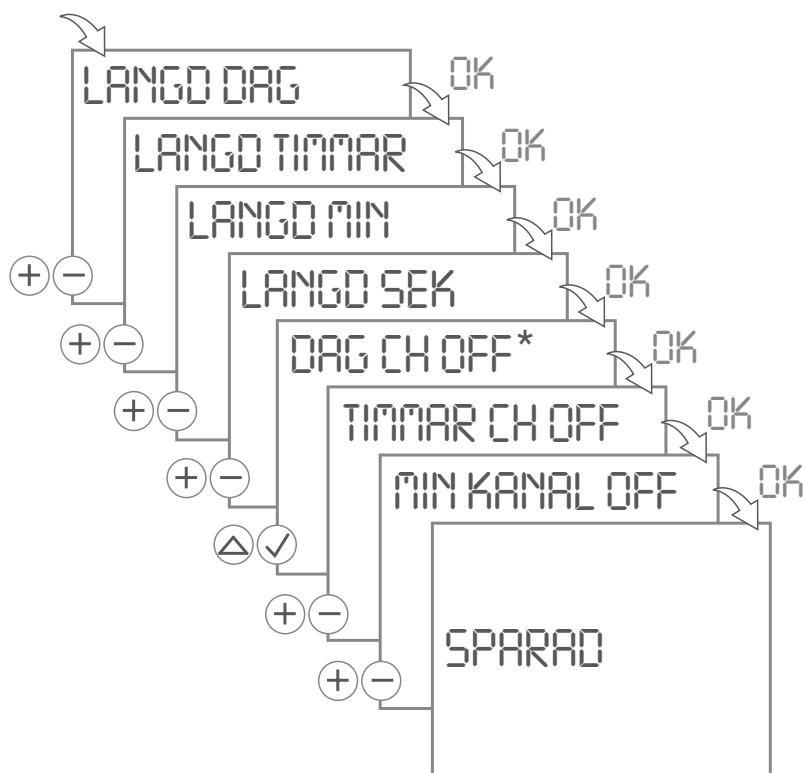 LANGD DAG
OK
LANGD TIMMAR
OK
LANGD MIN
OK
LANGD SEK
OK
DAG CH OFF*
OK
TIMMAR CH OFF
OK
MIN KANAL OFF
OK
SPARAD